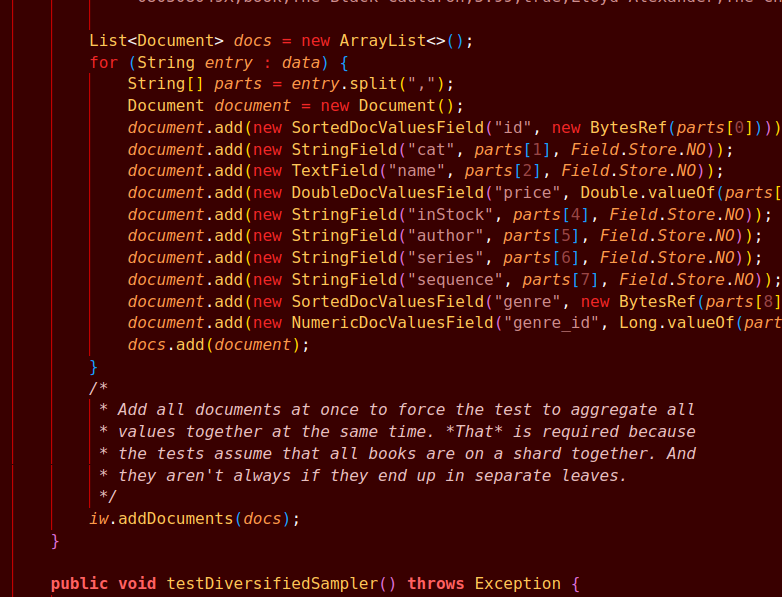 List<Document> docs = new ArrayList<>();
for (String entry : data) {
String[] parts = entry.split(",");
Document document = new Document();
document.add(new SortedDocValuesField("id", new BytesRef(parts[0])))
document.add(new StringField("cat", parts[1], Field.Store.NO));
document.add(new TextField("name", parts[2], Field.Store.NO));
document.add(new DoubleDocValuesField("price", Double.valueOf(parts[
document.add(new StringField("inStock", parts[4], Field.Store.NO));
document.add(new StringField("author", parts[5], Field.Store.NO));
document.add(new StringField("series", parts[6], Field.Store.NO));
document.add(new StringField("sequence", parts[7], Field.Store.NO));
document.add(new SortedDocValuesField("genre", new BytesRef(parts[8]
document.add(new NumericDocValuesField("genre_id", Long.valueOf(part
docs.add(document);
}
/*
* Add all documents at once to force the test to aggregate all
* values together at the same time. *That* is required because
* the tests assume that all books are on a shard together. And
* they aren't always if they end up in separate leaves.
*/
iw.addDocuments(docs);
}
public void testDiversifiedSampler() throws Exception {